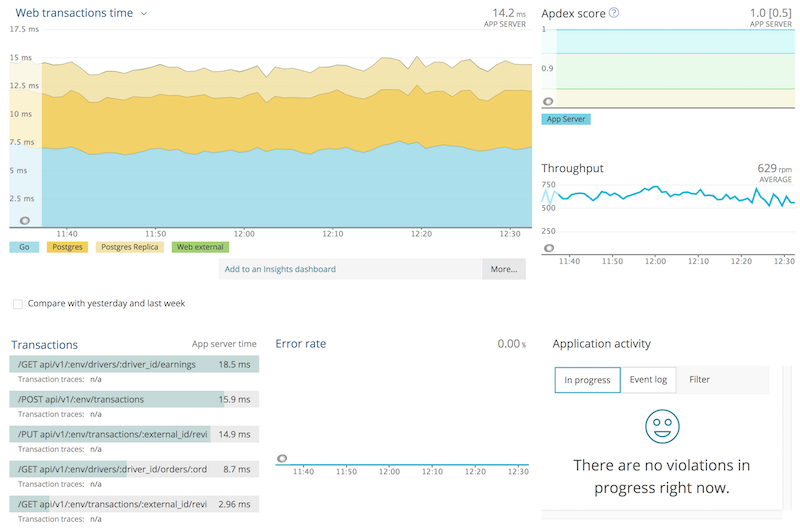 Web transactions time
14.2 ms
APP SERVER
17.5 ms
15 ms
12.5 ms
10 ms
7.5 ms
5 ms
2.5 ms
11:40 11:50 12:00 12:10 12:20 12:30
Go Postgres Postgres Replica Web external
Add to an Insights dashboard More...
Compare with yesterday and last week
Apdex score ?
1.0 [0.5]
APP SERVER
1
0.9
App Server
Throughput
629 rpm
AVERAGE
750
500
250
11:40 11:50 12:00 12:10 12:20 12:30
Transactions App server time
/GET api/v1/:env/drivers/:driver_id/earnings 18.5 ms
Transaction traces: n/a
/POST api/v1/:env/transactions 15.9 ms
Transaction traces: n/a
/PUT api/v1/:env/transactions/:external_id/revi 14.9 ms
Transaction traces: n/a
/GET api/v1/:env/drivers/:driver_id/orders/:ord 8.7 ms
Transaction traces: n/a
/GET api/v1/:env/transactions/:external_id/revi 2.96 ms
Transaction traces: n/a
Error rate 0.00 %
11:40 11:50 12:00 12:10 12:20 12:30
Application activity
In progress Event log Filter
There are no violations in
progress right now.